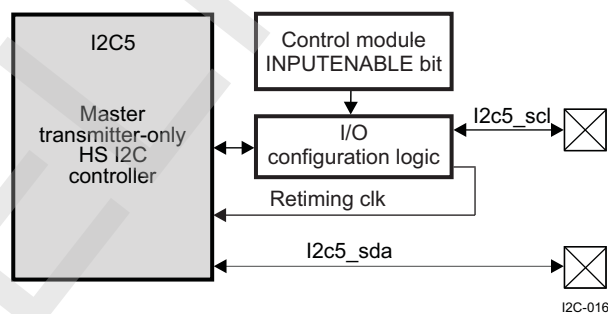 I2C5
Master
transmitter-only
HS I2C
controller
Control module
INPUTENABLE bit
I/O
configuration logic
I2c5_scl
Retiming clk
I2c5_sda
I2C-016